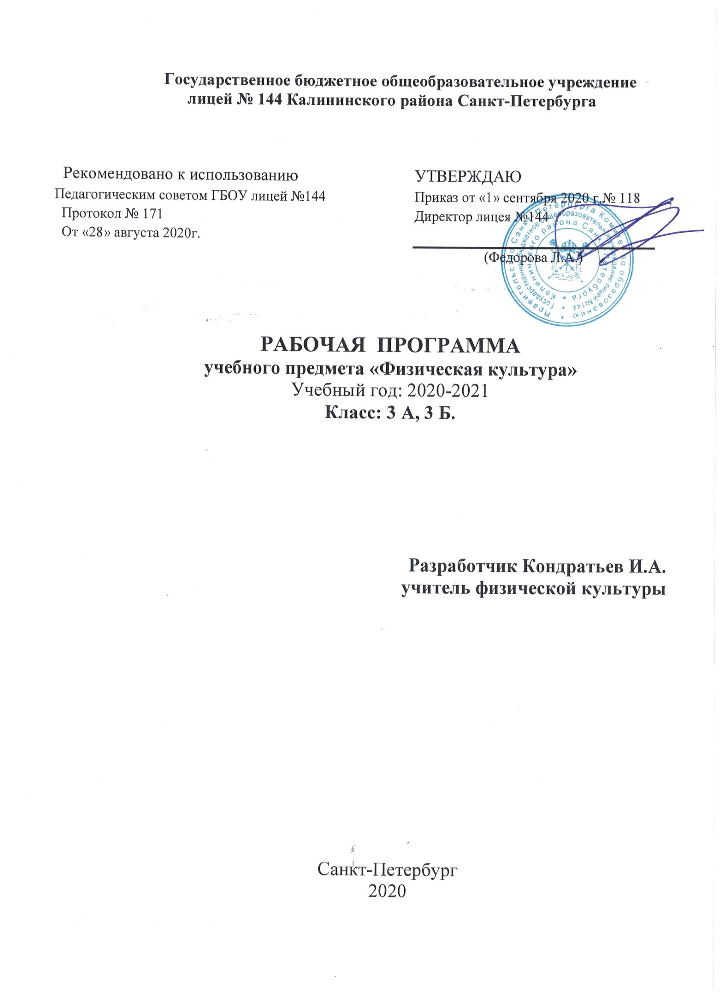 Государственное бюджетное общеобразовательное учреждение
лицей № 144 Калининского района Санкт-Петербурга
Рекомендовано к использованию
Педагогическим советом ГБОУ лицей №144
Протокол № 171
От «28» августа 2020г.
УТВЕРЖДАЮ
Приказ от «1» сентября 2020 г.№ 118
Директор лицея №144
(Федорова Л.А.)
Правительство Санкт-Петербурга Комитет по образованию *
Государственное бюджетное общеобразовательное учреждение лицей №144 *
Калининского района Санкт-Петербурга *
РАБОЧАЯ ПРОГРАММА
учебного предмета «Физическая культура»
Учебный год: 2020-2021
Класс: 3 А, 3 Б.
Разработчик Кондратьев И.А.
учитель физической культуры
Санкт-Петербург
2020